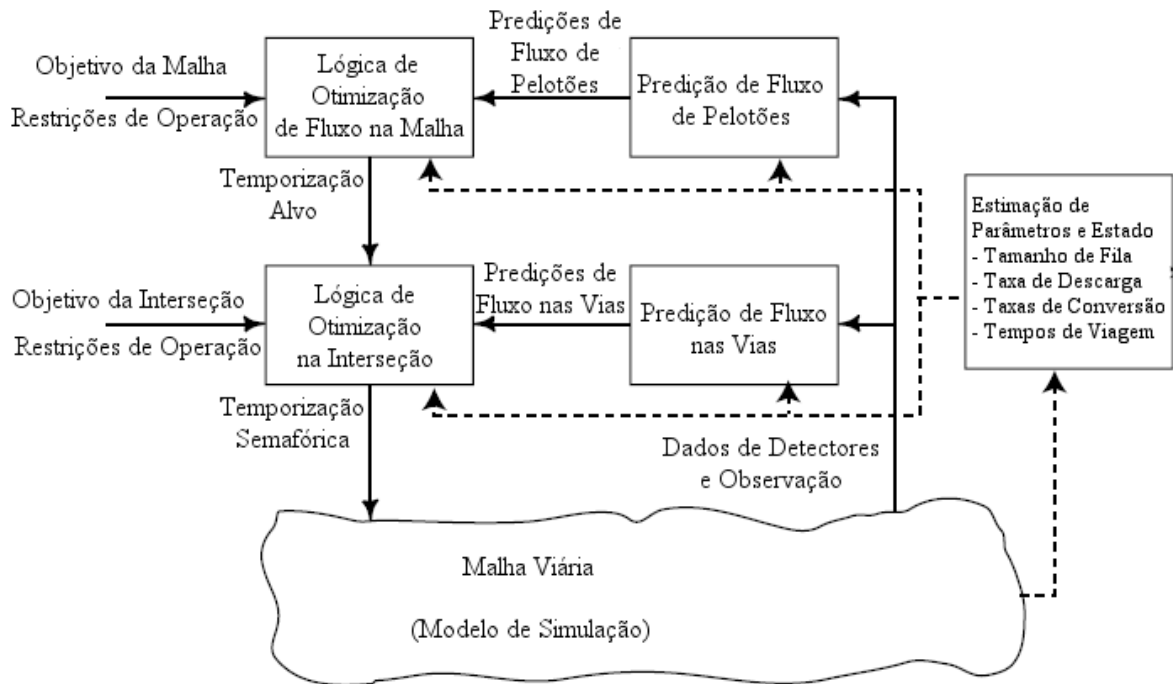 Objetivo da Malha
Restrições de Operação
Lógica de
Otimização
de Fluxo na Malha
Predições de
Fluxo de
Pelotões
Predição de Fluxo
de Pelotões
Temporização
Alvo
Estimação de
Parâmetros e Estado
- Tamanho de Fila
- Taxa de Descarga
- Taxas de Conversão
- Tempos de Viagem
Objetivo da Interseção
Restrições de Operação
Lógica de
Otimização
na Interseção
Predições de
Fluxo nas Vias
Predição de Fluxo
nas Vias
Temporização
Semafórica
Dados de Detectores
e Observação
Malha Viária
(Modelo de Simulação)